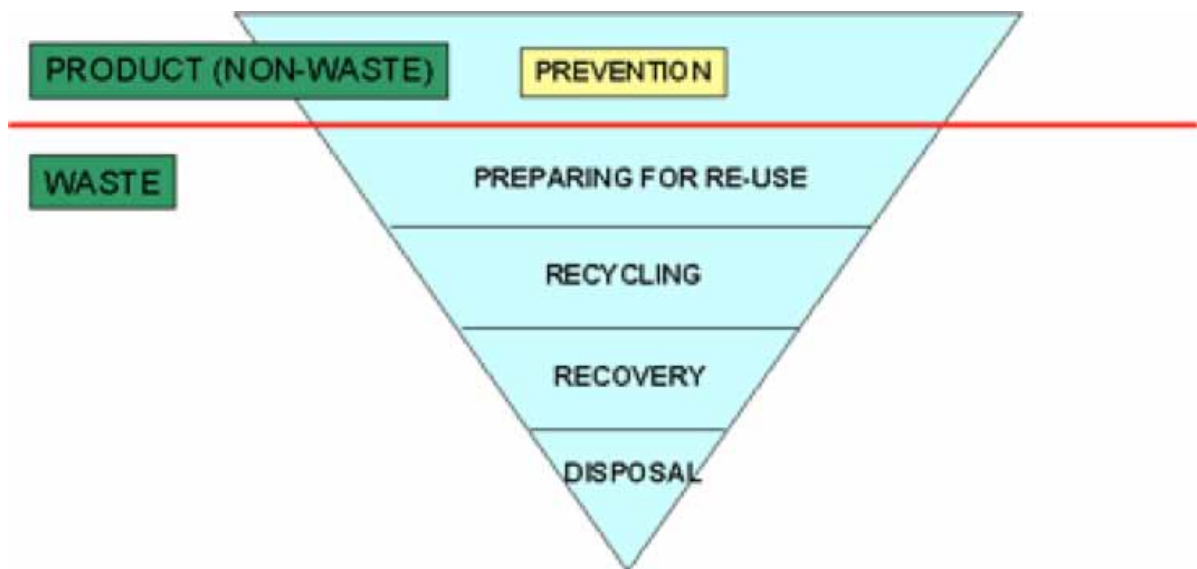 PRODUCT (NON-WASTE)
PREVENTION
WASTE
PREPARING FOR RE-USE
RECYCLING
RECOVERY
DISPOSAL